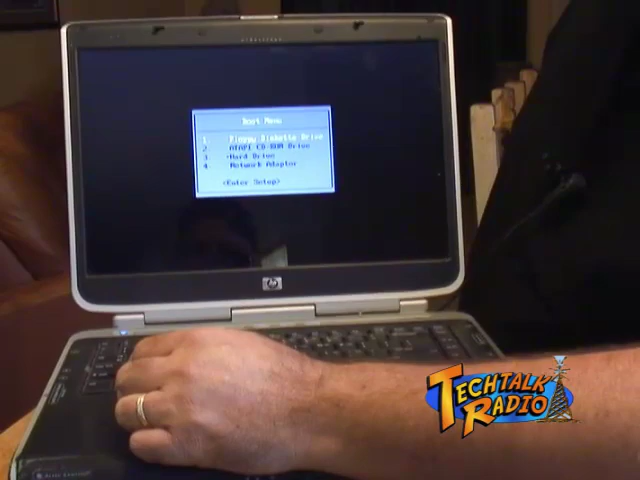 Boot Menu
1. Floppy Diskette Drive
2. ATAPI CD-ROM Drive
3. +Hard Drive
4. Network Adaptor
<Enter Setup>
hp
TECHTALK
RADIO